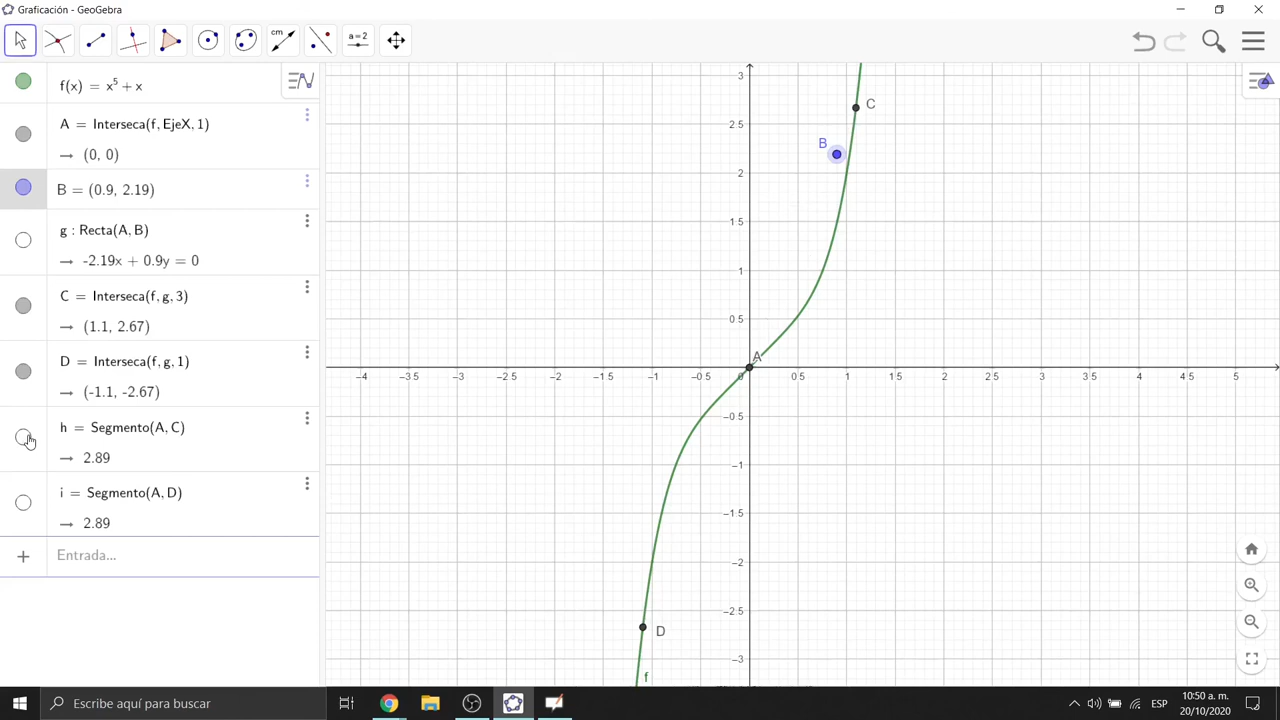 Graficación - GeoGebra
cm
a=2
f(x) = x⁵ + x
A = Interseca(f, EjeX, 1)
→ (0, 0)
B = (0.9, 2.19)
g : Recta(A, B)
→ -2.19x + 0.9y = 0
C = Interseca(f, g, 3)
→ (1.1, 2.67)
D = Interseca(f, g, 1)
→ (-1.1, -2.67)
h = Segmento(A, C)
→ 2.89
i = Segmento(A, D)
→ 2.89
+ Entrada...
3
C
2.5
B
2
1.5
1
0.5
A
-4 -3.5 -3 -2.5 -2 -1.5 -1 -0.5 0 0.5 1 1.5 2 2.5 3 3.5 4 4.5 5
-0.5
-1
-1.5
-2
-2.5
D
-3
f
Escribe aquí para buscar
ESP
10:50 a. m.
20/10/2020